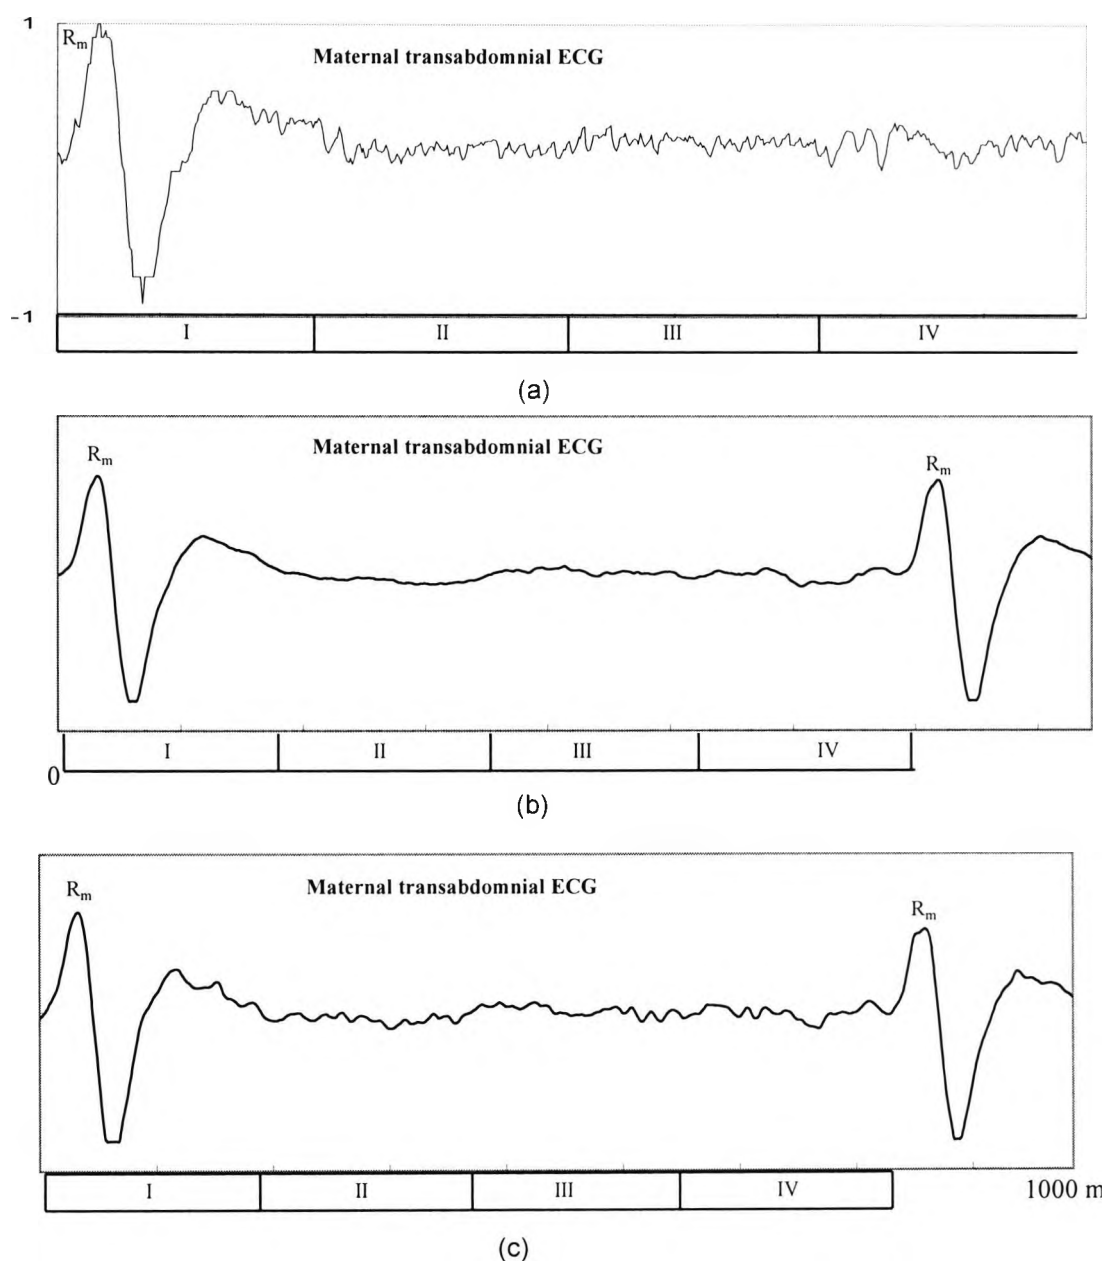 1
Rm
Maternal transabdomnial ECG
-1
I II III IV
(a)
Maternal transabdomnial ECG
Rm
Rm
I II III IV
0
(b)
Maternal transabdomnial ECG
Rm
Rm
I II III IV
1000 m
(c)